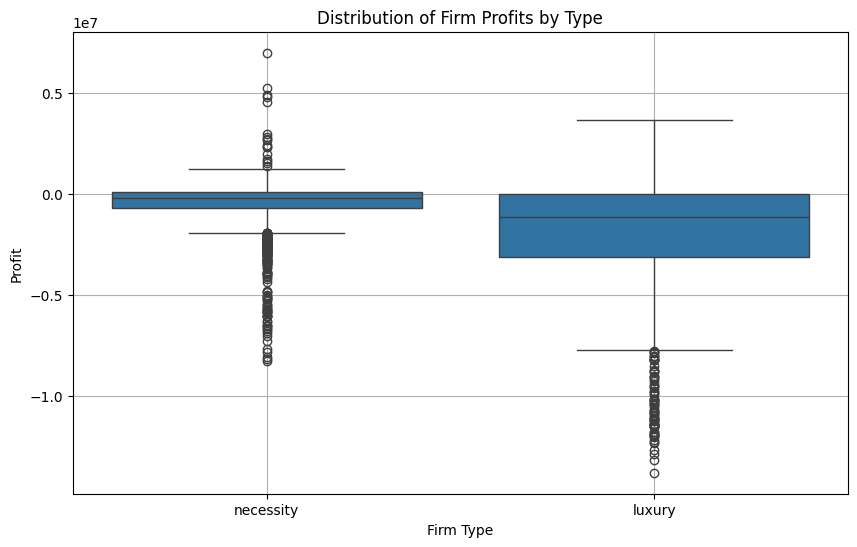 Distribution of Firm Profits by Type
1e7
0.5
0.0
−0.5
−1.0
Profit
necessity
luxury
Firm Type